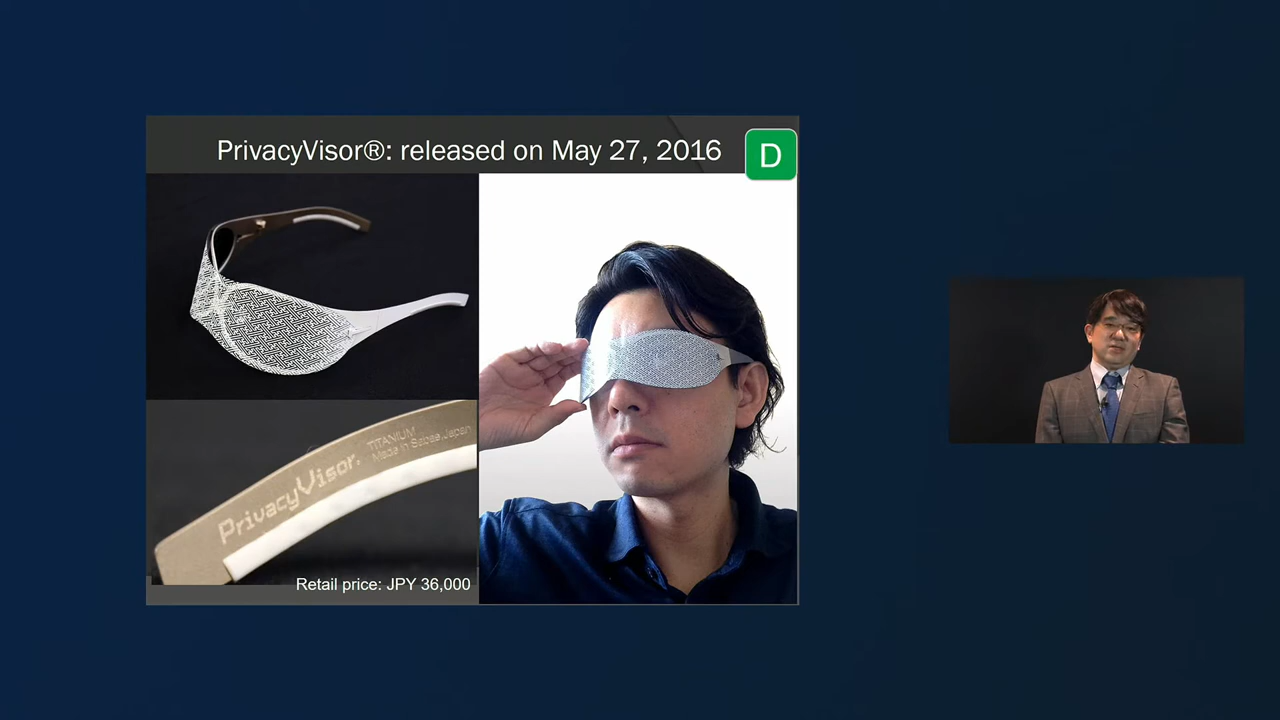 PrivacyVisor®: released on May 27, 2016
D
PrivacyVisor®
TITANIUM
Made in Sabae, Japan
Retail price: JPY 36,000